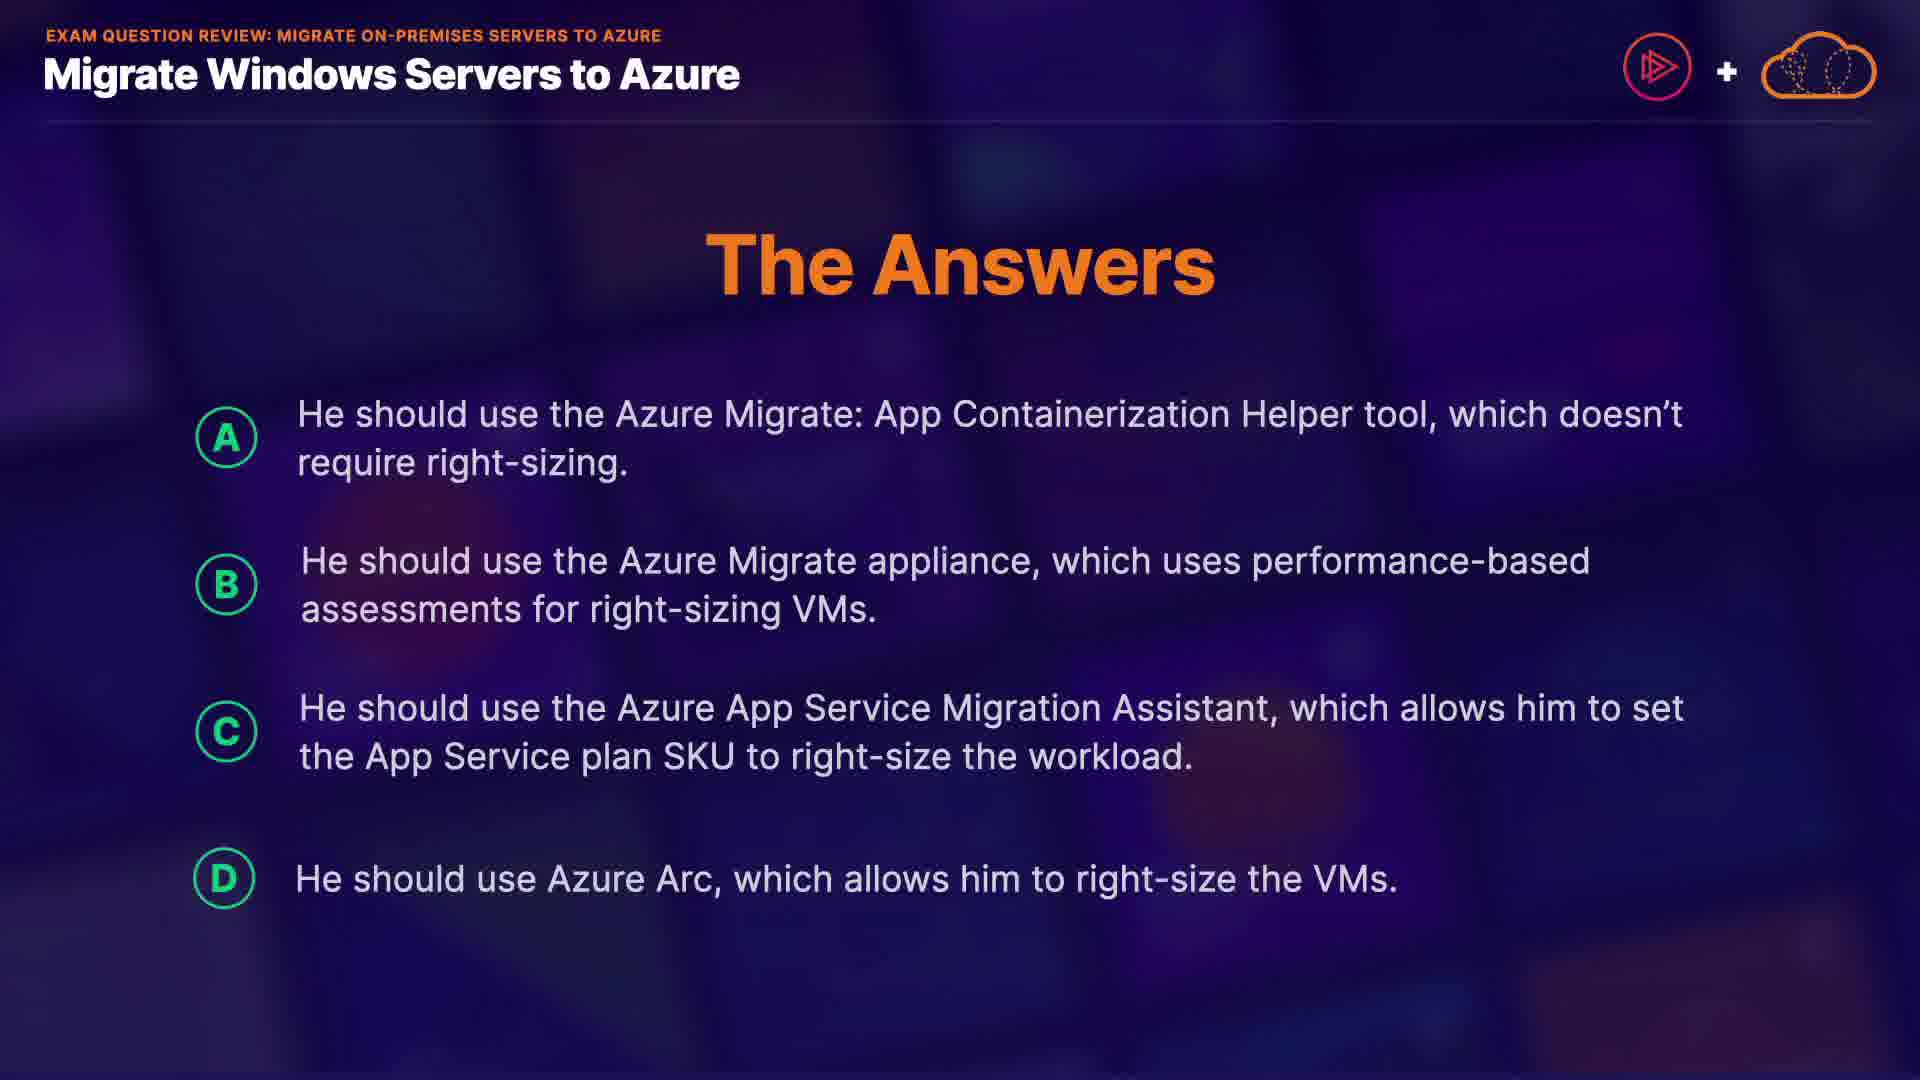 EXAM QUESTION REVIEW: MIGRATE ON-PREMISES SERVERS TO AZURE
Migrate Windows Servers to Azure
The Answers
A He should use the Azure Migrate: App Containerization Helper tool, which doesn’t
require right-sizing.
B He should use the Azure Migrate appliance, which uses performance-based
assessments for right-sizing VMs.
C He should use the Azure App Service Migration Assistant, which allows him to set
the App Service plan SKU to right-size the workload.
D He should use Azure Arc, which allows him to right-size the VMs.